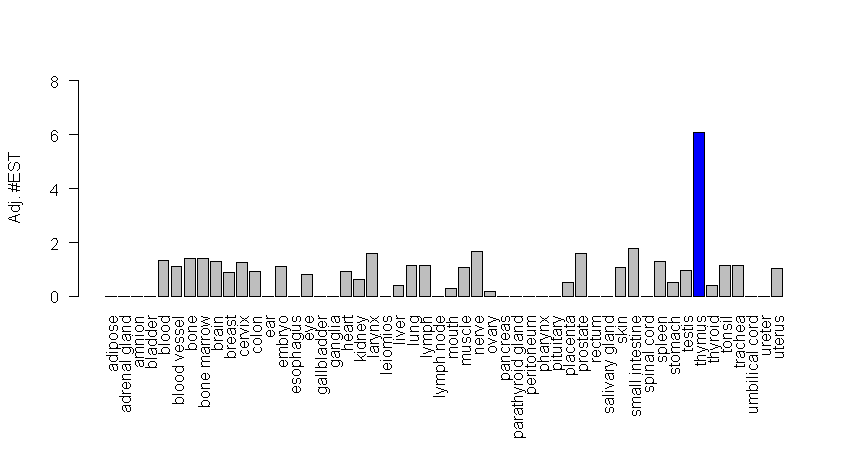 Adj. #EST
8
6
4
2
0
adipose
adrenal gland
amnion
bladder
blood
blood vessel
bone
bone marrow
brain
breast
cervix
colon
ear
embryo
esophagus
eye
gallbladder
ganglia
heart
kidney
larynx
leiomios
liver
lung
lymph
lymph node
mouth
muscle
nerve
ovary
pancreas
parathyroid gland
peritoneum
pharynx
pituitary
placenta
prostate
rectum
salivary gland
skin
small intestine
spinal cord
spleen
stomach
testis
thymus
thyroid
tonsil
trachea
umbilical cord
ureter
uterus